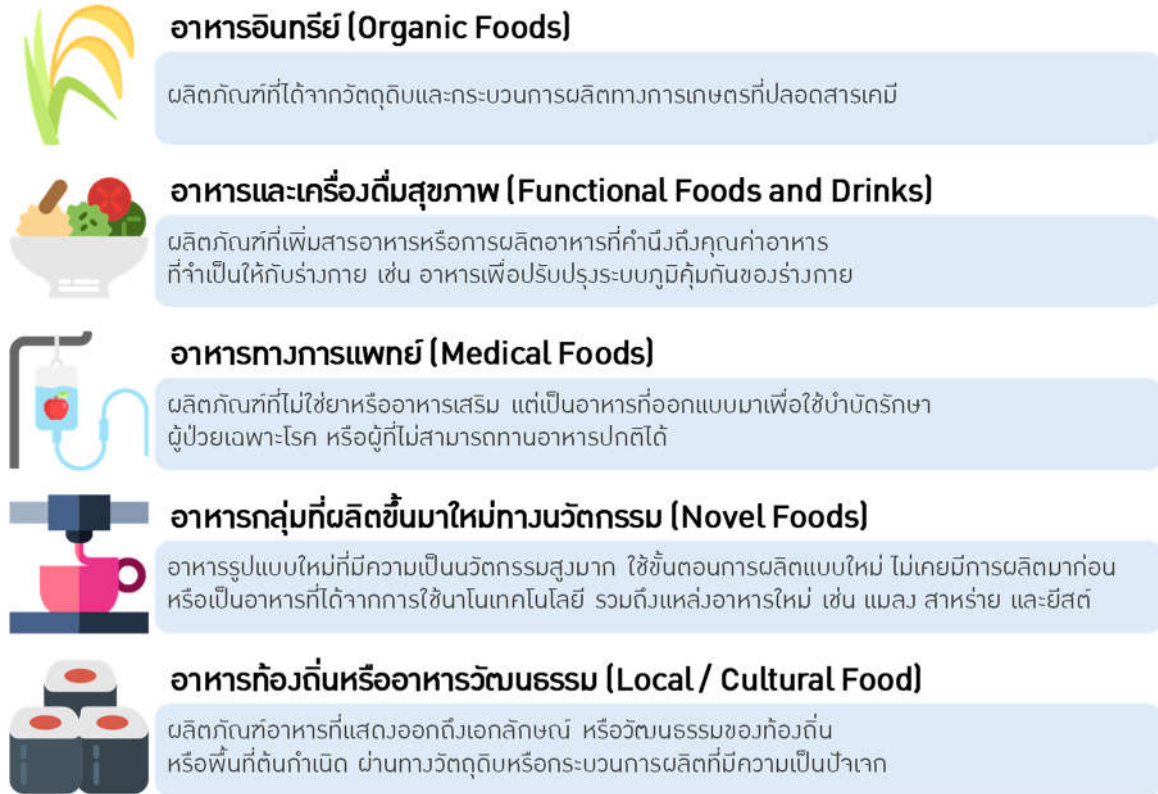 อาหารอินทรีย์ (Organic Foods)
ผลิตภัณฑ์ที่ได้จากวัตถุดิบและกระบวนการผลิตทางการเกษตรที่ปลอดสารเคมี
อาหารและเครื่องดื่มสุขภาพ (Functional Foods and Drinks)
ผลิตภัณฑ์ที่เพิ่มสารอาหารหรือการผลิตอาหารที่คำนึงถึงคุณค่าอาหาร
ที่จำเป็นให้กับร่างกาย เช่น อาหารเพื่อปรับปรุงระบบภูมิคุ้มกันของร่างกาย
อาหารทางการแพทย์ (Medical Foods)
ผลิตภัณฑ์ที่ไม่ใช่ยาหรืออาหารเสริม แต่เป็นอาหารที่ออกแบบมาเพื่อใช้บำบัดรักษา
ผู้ป่วยเฉพาะโรค หรือผู้ที่ไม่สามารถทานอาหารปกติได้
อาหารกลุ่มที่ผลิตขึ้นมาใหม่ทางนวัตกรรม (Novel Foods)
อาหารรูปแบบใหม่ที่มีความเป็นนวัตกรรมสูงมาก ใช้ขั้นตอนการผลิตแบบใหม่ ไม่เคยมีการผลิตมาก่อน
หรือเป็นอาหารที่ได้จากการใช้นาโนเทคโนโลยี รวมถึงแหล่งอาหารใหม่ เช่น แมลง สาหร่าย และยีสต์
อาหารท้องถิ่นหรืออาหารวัฒนธรรม (Local / Cultural Food)
ผลิตภัณฑ์อาหารที่แสดงออกถึงเอกลักษณ์ หรือวัฒนธรรมของท้องถิ่น
หรือพื้นที่ต้นกำเนิด ผ่านทางวัตถุดิบหรือกระบวนการผลิตที่มีความเป็นปัจเจก